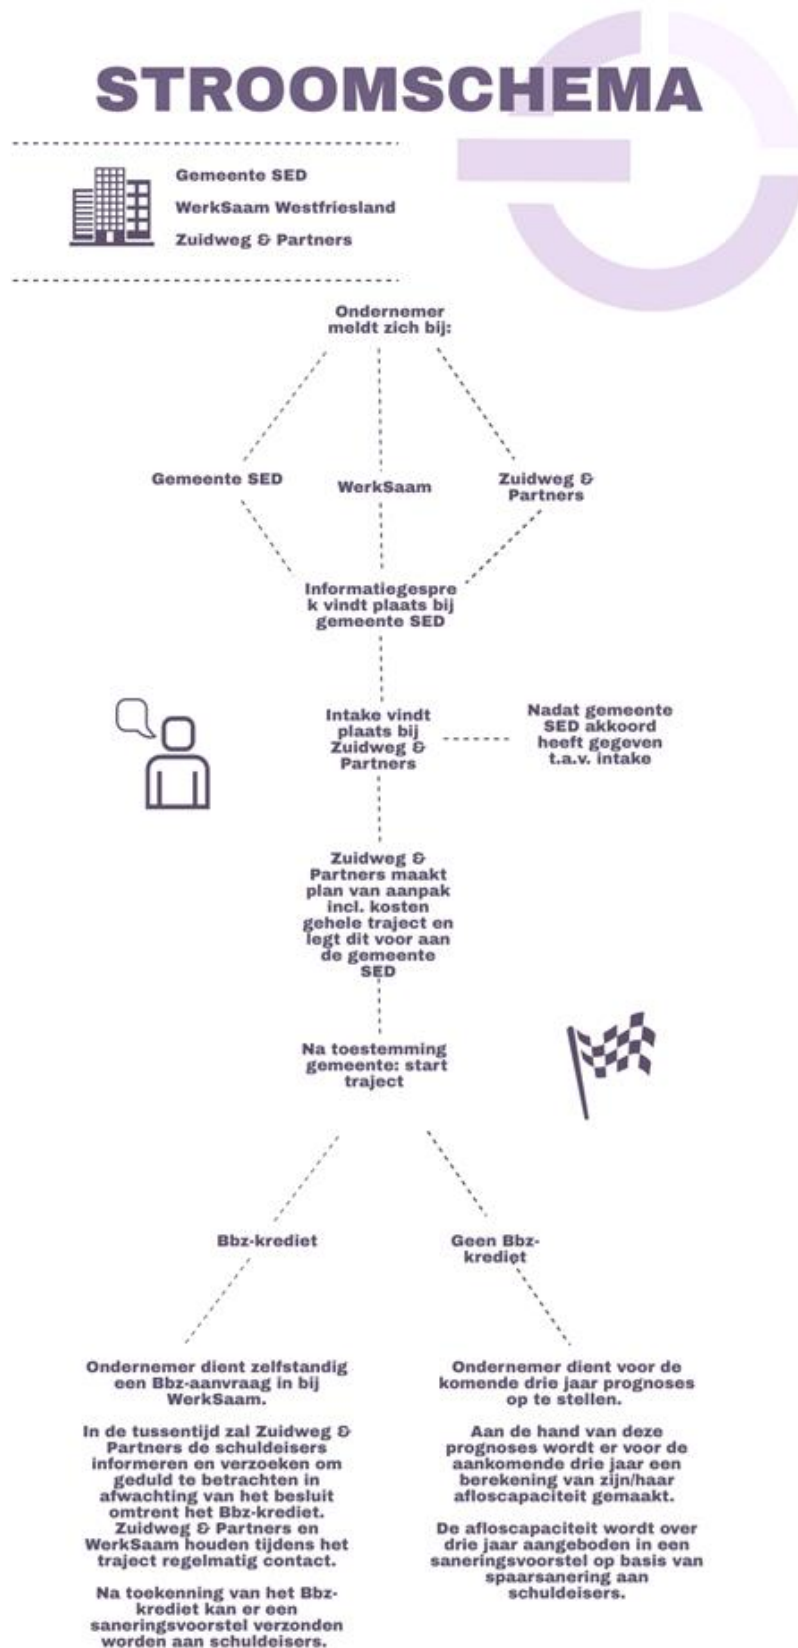 STROOMSCHEMA
Gemeente SED
WerkSaam Westfriesland
Zuidweg & Partners
Ondernemer
meldt zich bij:
Gemeente SED
WerkSaam
Zuidweg &
Partners
Informatiegespre
k vindt plaats bij
gemeente SED
Intake vindt
plaats bij
Zuidweg &
Partners
Nadat gemeente
SED akkoord
heeft gegeven
t.a.v. intake
Zuidweg &
Partners maakt
plan van aanpak
incl. kosten
gehele traject en
legt dit voor aan
de gemeente
SED
Na toestemming
gemeente: start
traject
Bbz-krediet
Geen Bbz-
krediet
Ondernemer dient zelfstandig
een Bbz-aanvraag in bij
WerkSaam.
In de tussentijd zal Zuidweg &
Partners de schuldeisers
informeren en verzoeken om
geduld te betrachten in
afwachting van het besluit
omtrent het Bbz-krediet.
Zuidweg & Partners en
WerkSaam houden tijdens het
traject regelmatig contact.
Na toekenning van het Bbz-
krediet kan er een
saneringsvoorstel verzonden
worden aan schuldeisers.
Ondernemer dient voor de
komende drie jaar prognoses
op te stellen.
Aan de hand van deze
prognoses wordt er voor de
aankomende drie jaar een
berekening van zijn/haar
afloscapaciteit gemaakt.
De afloscapaciteit wordt over
drie jaar aangeboden in een
saneringsvoorstel op basis van
spaarsanering aan
schuldeisers.